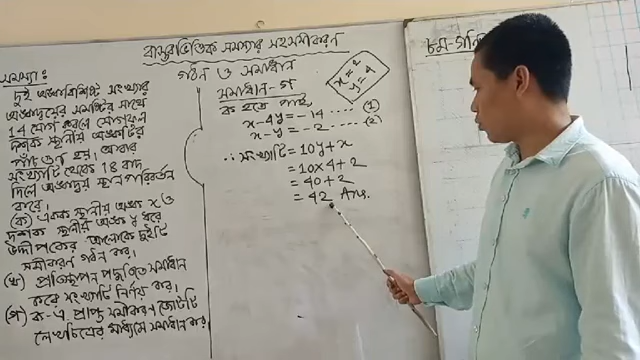 বাস্তবভিত্তিক সমস্যার সহসমীকরণ
গঠন ও সমাধান
সমস্যা:
দুই অঙ্কবিশিষ্ট সংখ্যার
অঙ্কদ্বয়ের সমষ্টির সাথে
14 যোগ করলে যোগফল
দশক স্থানীয় অঙ্কটির
পাঁচগুণ হয়। আবার
সংখ্যাটি থেকে 18 বাদ
দিলে অঙ্কদ্বয় স্থান পরিবর্তন
করে।
(ক) একক স্থানীয় অঙ্ক x ও
দশক স্থানীয় অঙ্ক y ধরে
উদ্দীপকের আলোকে দুইটি
সমীকরণ গঠন কর।
(খ) প্রতিস্থাপন পদ্ধতিতে সমাধান
করে সংখ্যাটি নির্ণয় কর।
(গ) ক-এ প্রাপ্ত সমীকরণ জোটটি
লেখচিত্রের মাধ্যমে সমাধান কর।
সমাধান-গ
ক হতে পাই,
x-4y=-14 .....(1)
x-y=-2 .....(2)
x=2
y=4
∴ সংখ্যাটি=10y+x
=10×4+2
=40+2
=42 Ans.
৮ম-গণিত